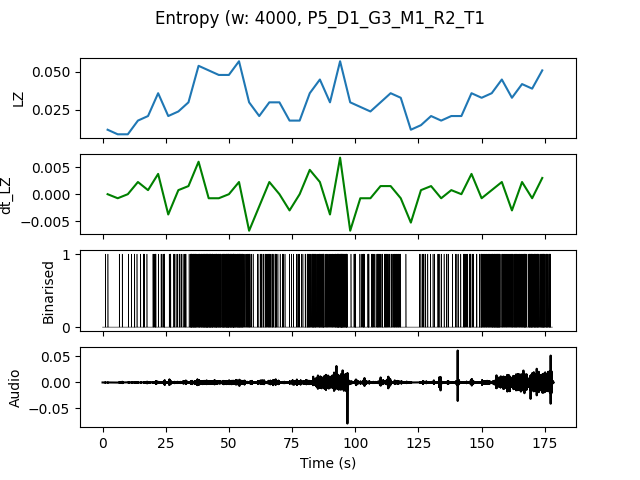 Entropy (w: 4000, P5_D1_G3_M1_R2_T1
LZ
0.050
0.025
dt_LZ
0.005
0.000
−0.005
Binarised
1
0
Audio
0.05
0.00
−0.05
0 25 50 75 100 125 150 175
Time (s)